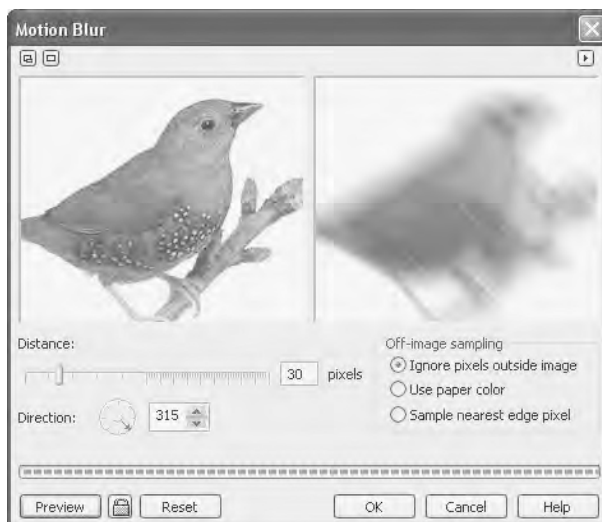 Motion Blur
Distance:
30 pixels
Direction:
315
Off-image sampling
Ignore pixels outside image
Use paper color
Sample nearest edge pixel
Preview Reset OK Cancel Help